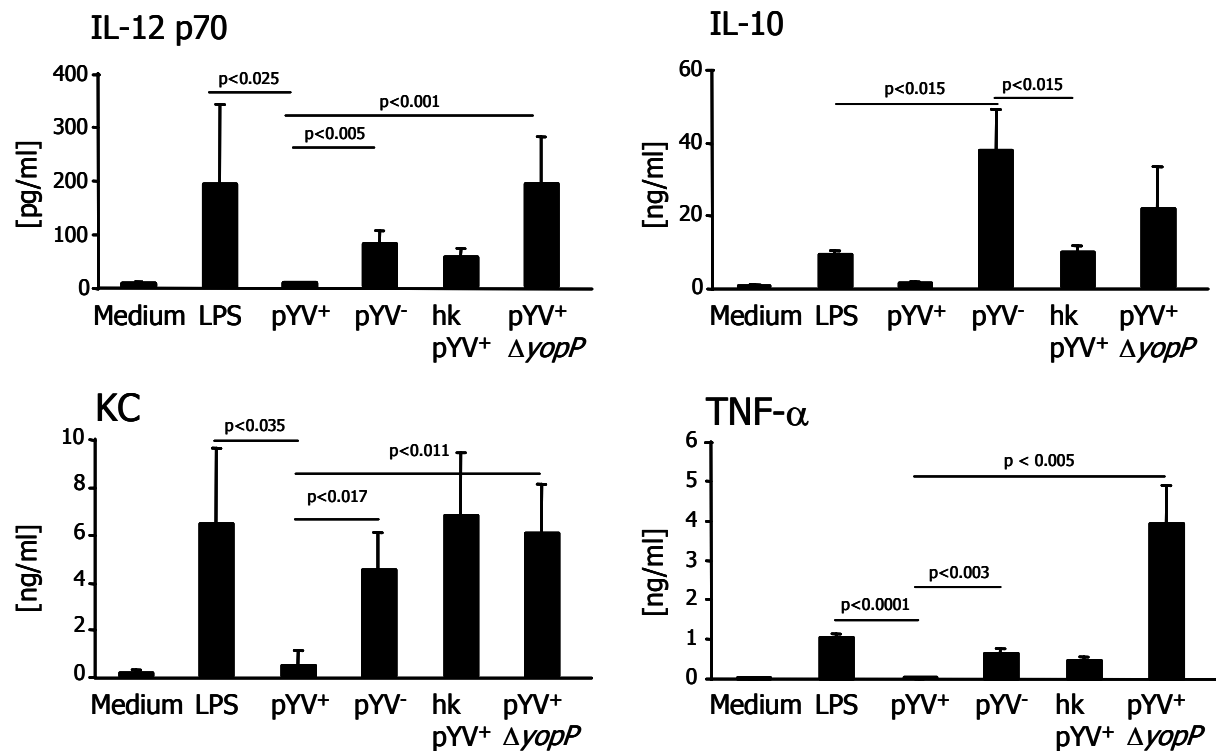 IL-12 p70
[pg/ml]
400
300
200
100
0
p<0.025
p<0.001
p<0.005
Medium LPS pYV⁺ pYV⁻ hk pYV⁺
pYV⁺ ΔyopP
IL-10
[ng/ml]
60
40
20
0
p<0.015
p<0.015
Medium LPS pYV⁺ pYV⁻ hk pYV⁺
pYV⁺ ΔyopP
KC
[ng/ml]
10
8
6
4
2
0
p<0.035
p<0.011
p<0.017
Medium LPS pYV⁺ pYV⁻ hk pYV⁺
pYV⁺ ΔyopP
TNF-α
[ng/ml]
6
5
4
3
2
1
0
p < 0.005
p<0.003
p<0.0001
Medium LPS pYV⁺ pYV⁻ hk pYV⁺
pYV⁺ ΔyopP